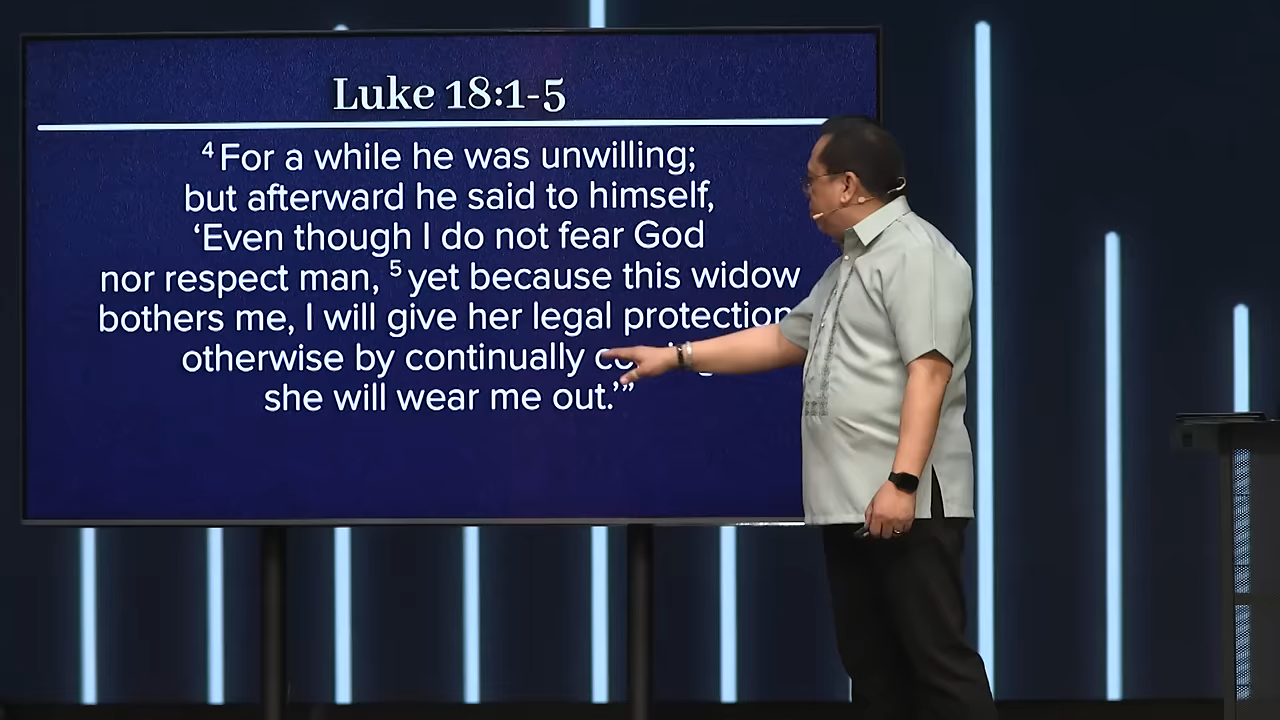 Luke 18:1-5
4 For a while he was unwilling;
but afterward he said to himself,
‘Even though I do not fear God
nor respect man, 5 yet because this widow
bothers me, I will give her legal protection
otherwise by continually
she will wear me out.’”